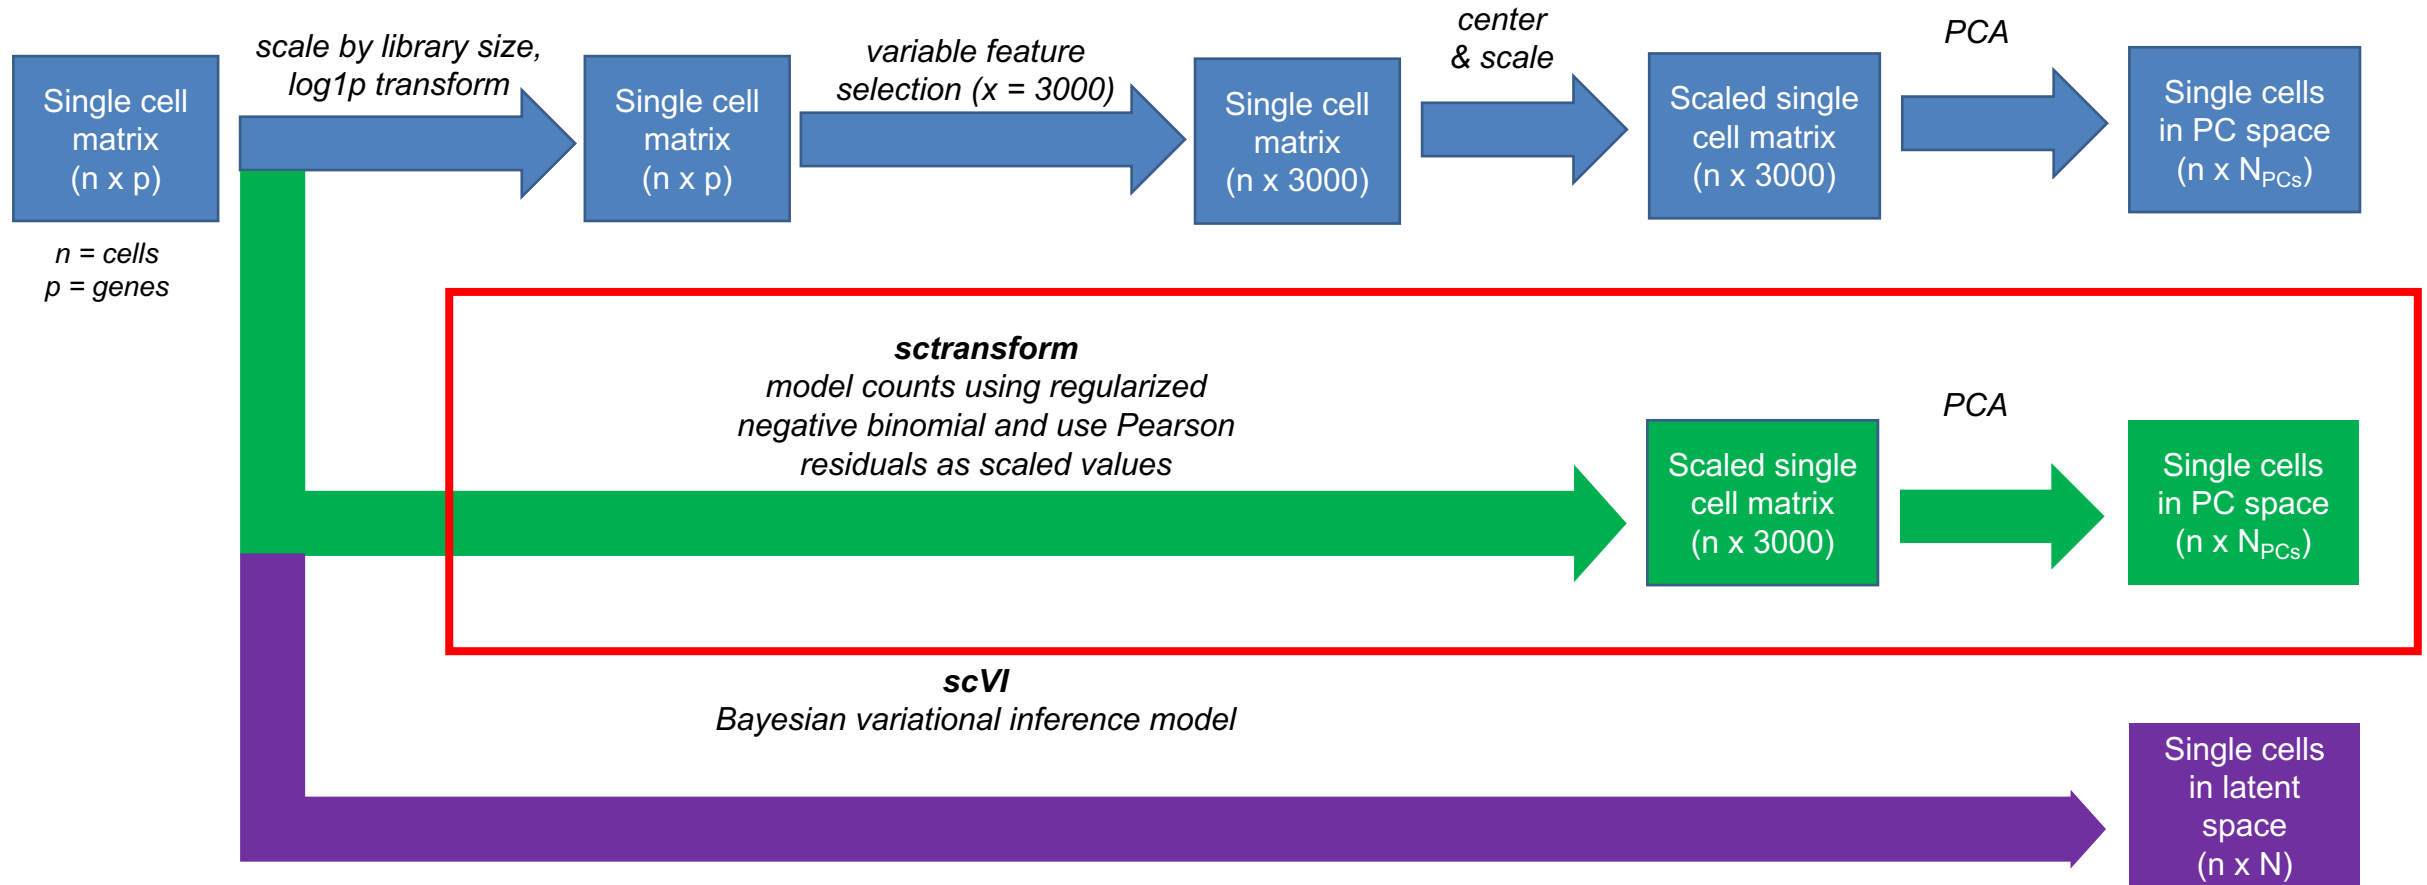 scale by library size,
log1p transform
variable feature
selection (x = 3000)
center
& scale
PCA
Single cell
matrix
(n x p)
Single cell
matrix
(n x p)
Single cell
matrix
(n x 3000)
Scaled single
cell matrix
(n x 3000)
Single cells
in PC space
(n x N_PCs)
n = cells
p = genes
sctransform
model counts using regularized
negative binomial and use Pearson
residuals as scaled values
PCA
Scaled single
cell matrix
(n x 3000)
Single cells
in PC space
(n x N_PCs)
scVI
Bayesian variational inference model
Single cells
in latent
space
(n x N)